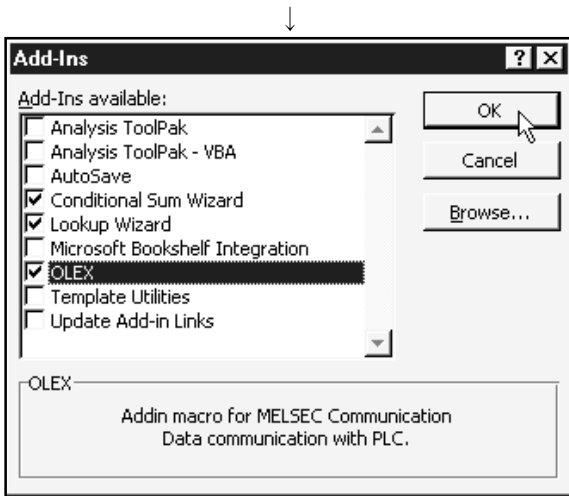 ↓
Add-Ins
Add-Ins available:
Analysis ToolPak
Analysis ToolPak - VBA
AutoSave
Conditional Sum Wizard
Lookup Wizard
Microsoft Bookshelf Integration
OLEX
Template Utilities
Update Add-in Links
OK
Cancel
Browse...
OLEX
Addin macro for MELSEC Communication
Data communication with PLC.